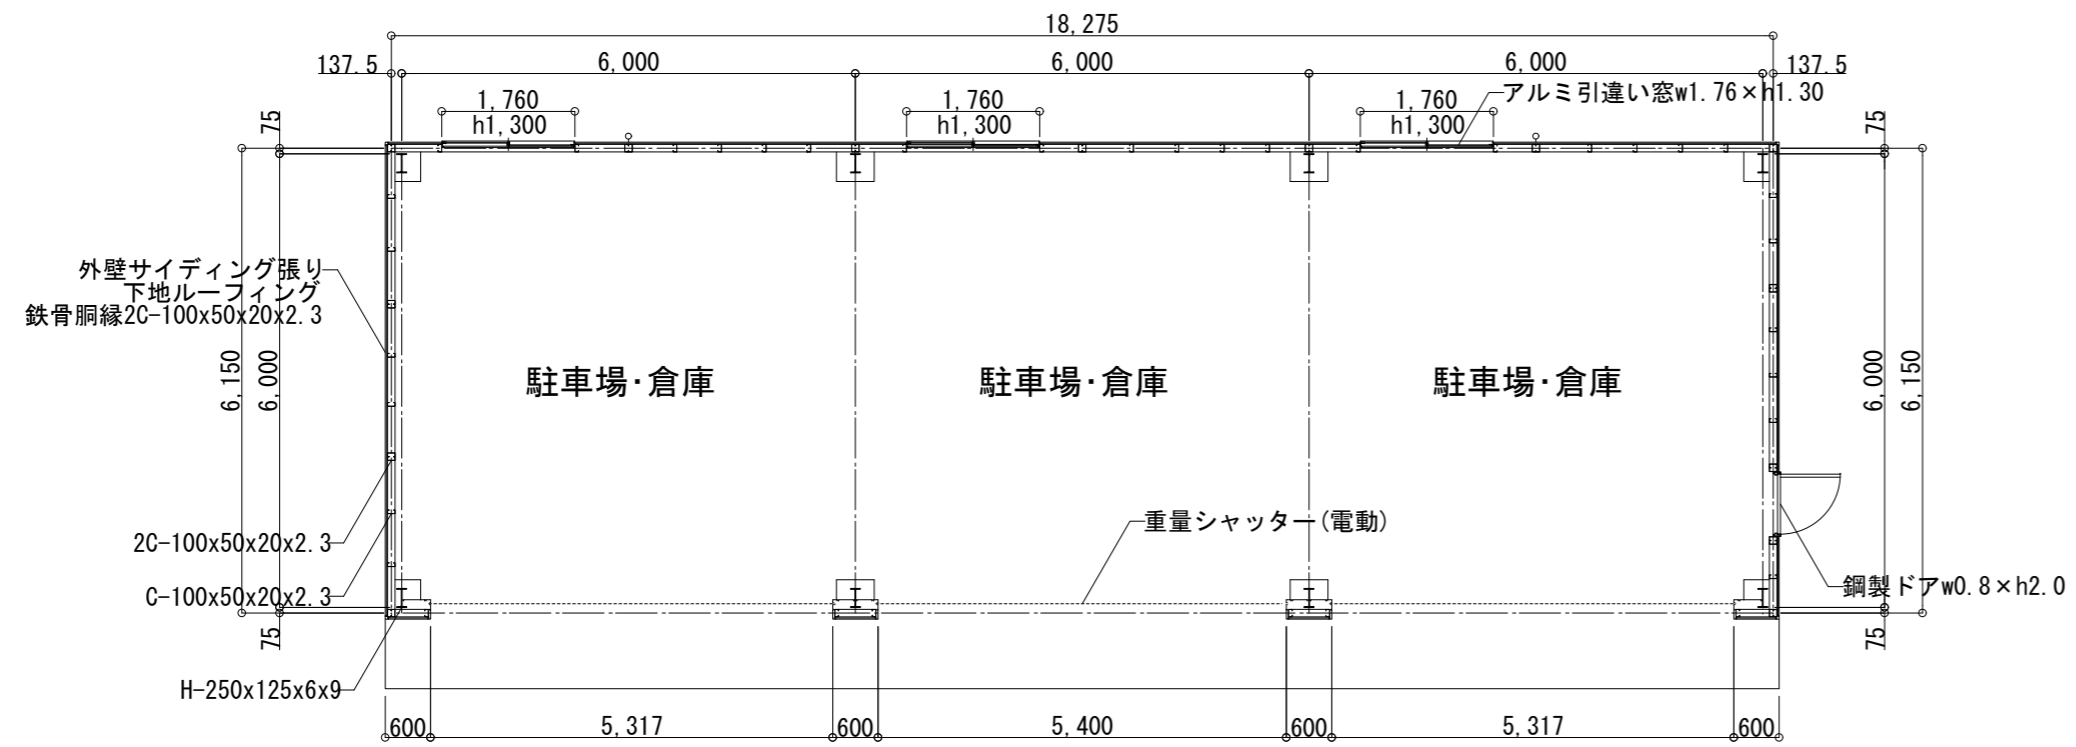 18,275
137.5
6,000
6,000
6,000
137.5
1,760
h1,300
1,760
h1,300
1,760
h1,300
アルミ引違い窓w1.76×h1.30
75
75
外壁サイディング張り
下地ルーフィング
鉄骨胴縁2C-100x50x20x2.3
6,150
6,000
駐車場・倉庫
駐車場・倉庫
駐車場・倉庫
6,000
6,150
重量シャッター(電動)
2C-100x50x20x2.3
C-100x50x20x2.3
鋼製ドアw0.8×h2.0
75
75
H-250x125x6x9
600
5,317
600
5,400
600
5,317
600